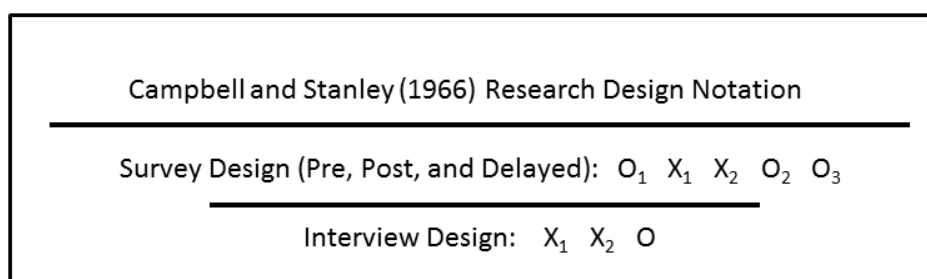 Campbell and Stanley (1966) Research Design Notation
Survey Design (Pre, Post, and Delayed): O₁ X₁ X₂ O₂ O₃
Interview Design: X₁ X₂ O